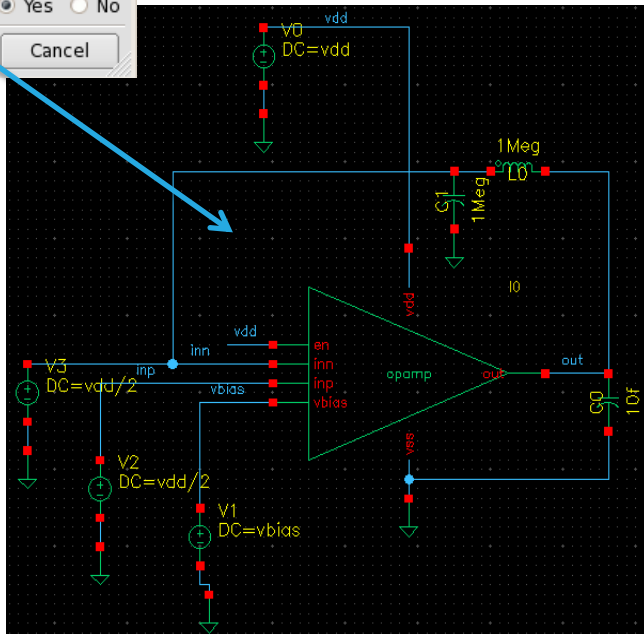 Yes No
Cancel
vdd
V0
DC=vdd
1Meg
L0
C1
1Meg
I0
vdd
vdd
inn
inp
vbias
en
inn
inp
vbias
opamp
out
out
vss
V3
DC=vdd/2
C0
10f
V2
DC=vdd/2
V1
DC=vbias